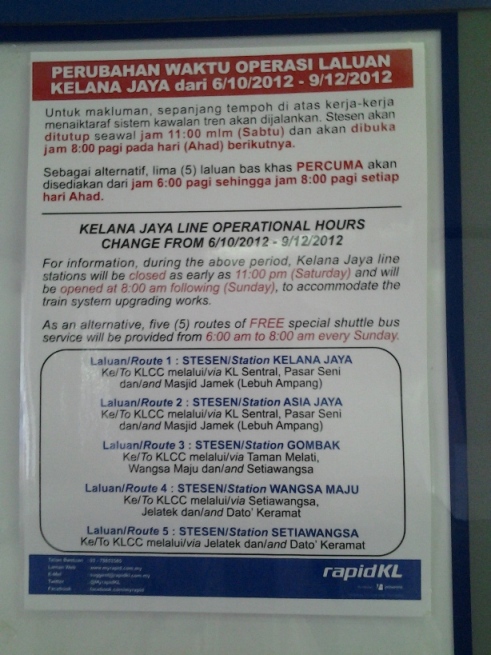 PERUBAHAN WAKTU OPERASI LALUAN
KELANA JAYA dari 6/10/2012 - 9/12/2012
Untuk makluman, sepanjang tempoh di atas kerja-kerja
menaiktaraf sistem kawalan tren akan dijalankan. Stesen akan
ditutup seawal jam 11:00 mlm (Sabtu) dan akan dibuka
jam 8:00 pagi pada hari (Ahad) berikutnya.
Sebagai alternatif, lima (5) laluan bas khas PERCUMA akan
disediakan dari jam 6:00 pagi sehingga jam 8:00 pagi setiap
hari Ahad.
KELANA JAYA LINE OPERATIONAL HOURS
CHANGE FROM 6/10/2012 - 9/12/2012
For information, during the above period, Kelana Jaya line
stations will be closed as early as 11:00 pm (Saturday) and will
be opened at 8:00 am following (Sunday), to accommodate the
train system upgrading works.
As an alternative, five (5) routes of FREE special shuttle bus
service will be provided from 6:00 am to 8:00 am every Sunday.
Laluan/Route 1 : STESEN/Station KELANA JAYA
Ke/To KLCC melalui/via KL Sentral, Pasar Seni
dan/and Masjid Jamek (Lebuh Ampang)
Laluan/Route 2 : STESEN/Station ASIA JAYA
Ke/To KLCC melalui/via KL Sentral, Pasar Seni
dan/and Masjid Jamek (Lebuh Ampang)
Laluan/Route 3 : STESEN/Station GOMBAK
Ke/To KLCC melalui/via Taman Melati,
Wangsa Maju dan/and Setiawangsa
Laluan/Route 4 : STESEN/Station WANGSA MAJU
Ke/To KLCC melalui/via Setiawangsa,
Jelatek dan/and Dato' Keramat
Laluan/Route 5 : STESEN/Station SETIAWANGSA
Ke/To KLCC melalui/via Jelatek dan/and Dato' Keramat
rapidKL